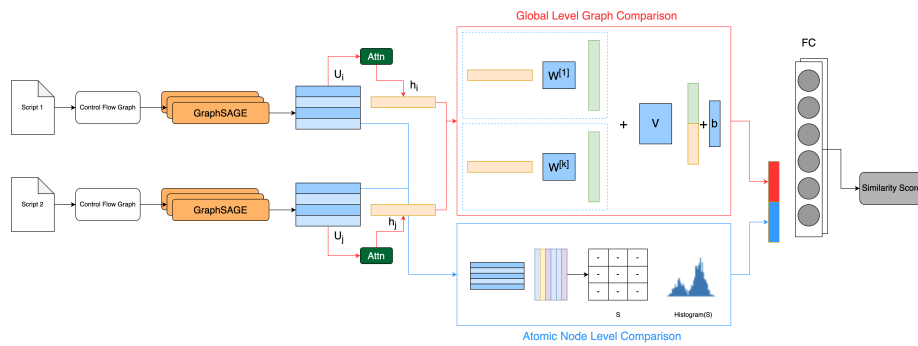 Global Level Graph Comparison
FC
Attn
U_i
h_i
W^[1]
Script 1
Control Flow Graph
GraphSAGE
+
V
+
b
W^[k]
Script 2
Control Flow Graph
GraphSAGE
Similarity Score
h_j
U_j
Attn
- - -
- - -
- - -
S
Histogram(S)
Atomic Node Level Comparison